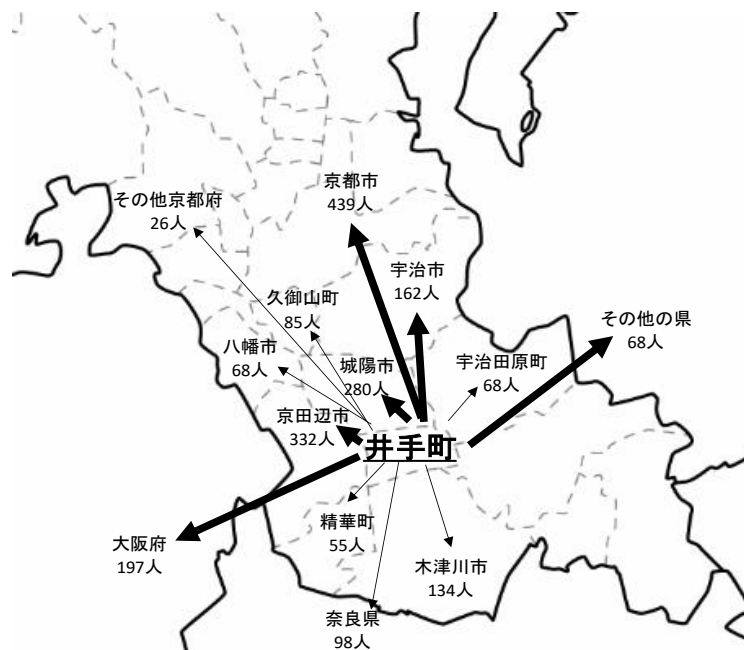 その他京都府
26人
京都市
439人
宇治市
162人
久御山町
85人
八幡市
68人
城陽市
280人
宇治田原町
68人
その他の県
68人
京田辺市
332人
井手町
大阪府
197人
精華町
55人
木津川市
134人
奈良県
98人